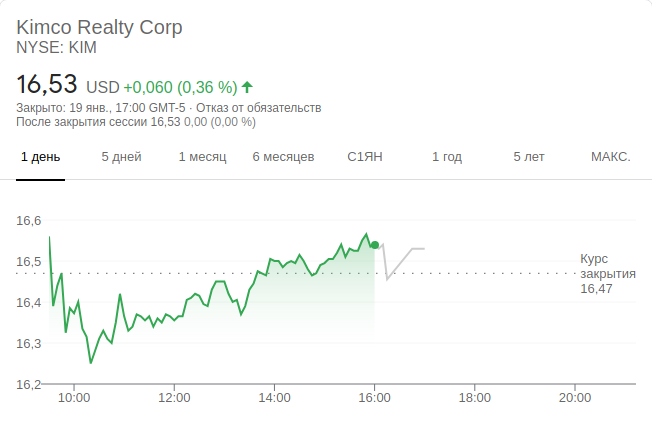 Kimco Realty Corp
NYSE: KIM
16,53 USD +0,060 (0,36 %)
Закрыто: 19 янв., 17:00 GMT-5 · Отказ от обязательств
После закрытия сессии 16,53 0,00 (0,00 %)
1 день 5 дней 1 месяц 6 месяцев С1ЯН 1 год 5 лет МАКС.
16,6
16,5
16,4
16,3
16,2
Курс
закрытия
16,47
10:00 12:00 14:00 16:00 18:00 20:00